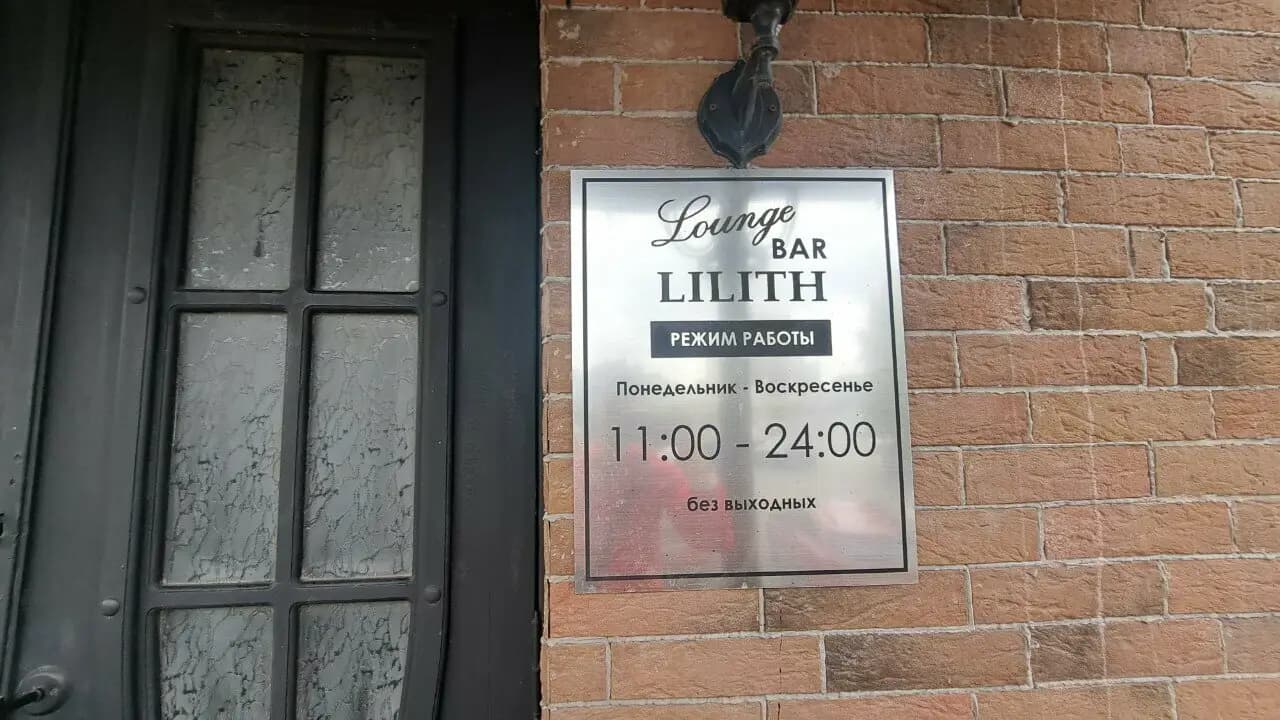 Lounge
BAR
LILITH
РЕЖИМ РАБОТЫ
Понедельник - Воскресенье
11:00 - 24:00
без выходных